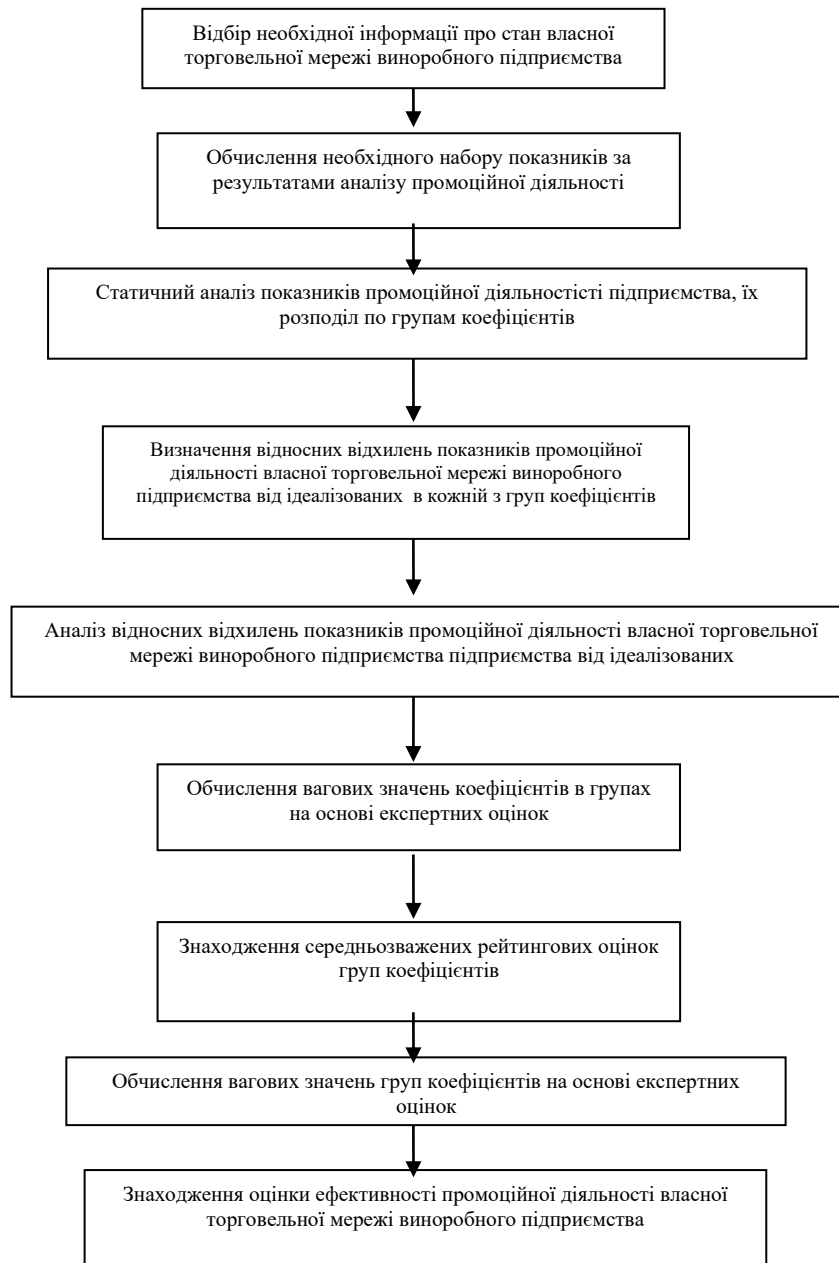 Відбір необхідної інформації про стан власної
торговельної мережі виноробного підприємства
Обчислення необхідного набору показників за
результатами аналізу промоційної діяльності
Статичний аналіз показників промоційної діяльностісті підприємства, їх
розподіл по групам коефіцієнтів
Визначення відносних відхилень показників промоційної
діяльності власної торговельної мережі виноробного
підприємства від ідеалізованих в кожній з груп коефіцієнтів
Аналіз відносних відхилень показників промоційної діяльності власної торговельної
мережі виноробного підприємства підприємства від ідеалізованих
Обчислення вагових значень коефіцієнтів в групах
на основі експертних оцінок
Знаходження середньозважених рейтингових оцінок
груп коефіцієнтів
Обчислення вагових значень груп коефіцієнтів на основі експертних
оцінок
Знаходження оцінки ефективності промоційної діяльності власної
торговельної мережі виноробного підприємства